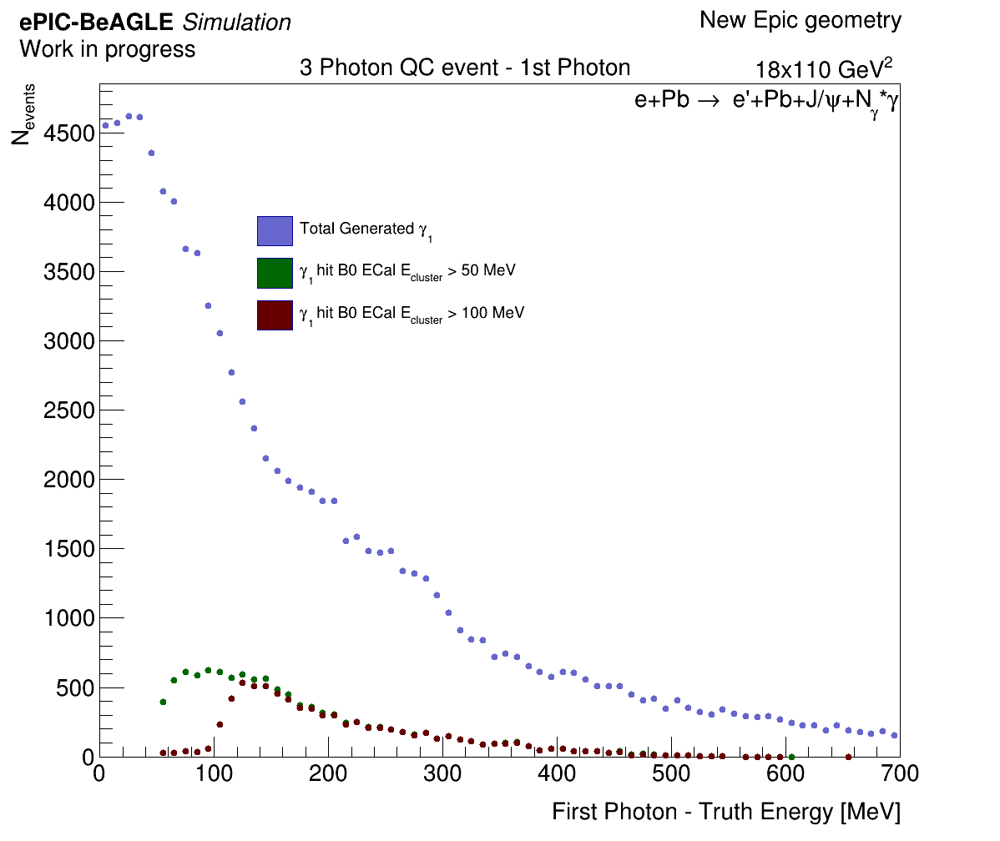 ePIC-BeAGLE Simulation
New Epic geometry
Work in progress
3 Photon QC event - 1st Photon
18x110 GeV²
e+Pb → e'+Pb+J/ψ+Nγ*γ
Nevents
4500
4000
3500
3000
2500
2000
1500
1000
500
0
Total Generated γ1
γ1 hit B0 ECal Ecluster > 50 MeV
γ1 hit B0 ECal Ecluster > 100 MeV
0 100 200 300 400 500 600 700
First Photon - Truth Energy [MeV]